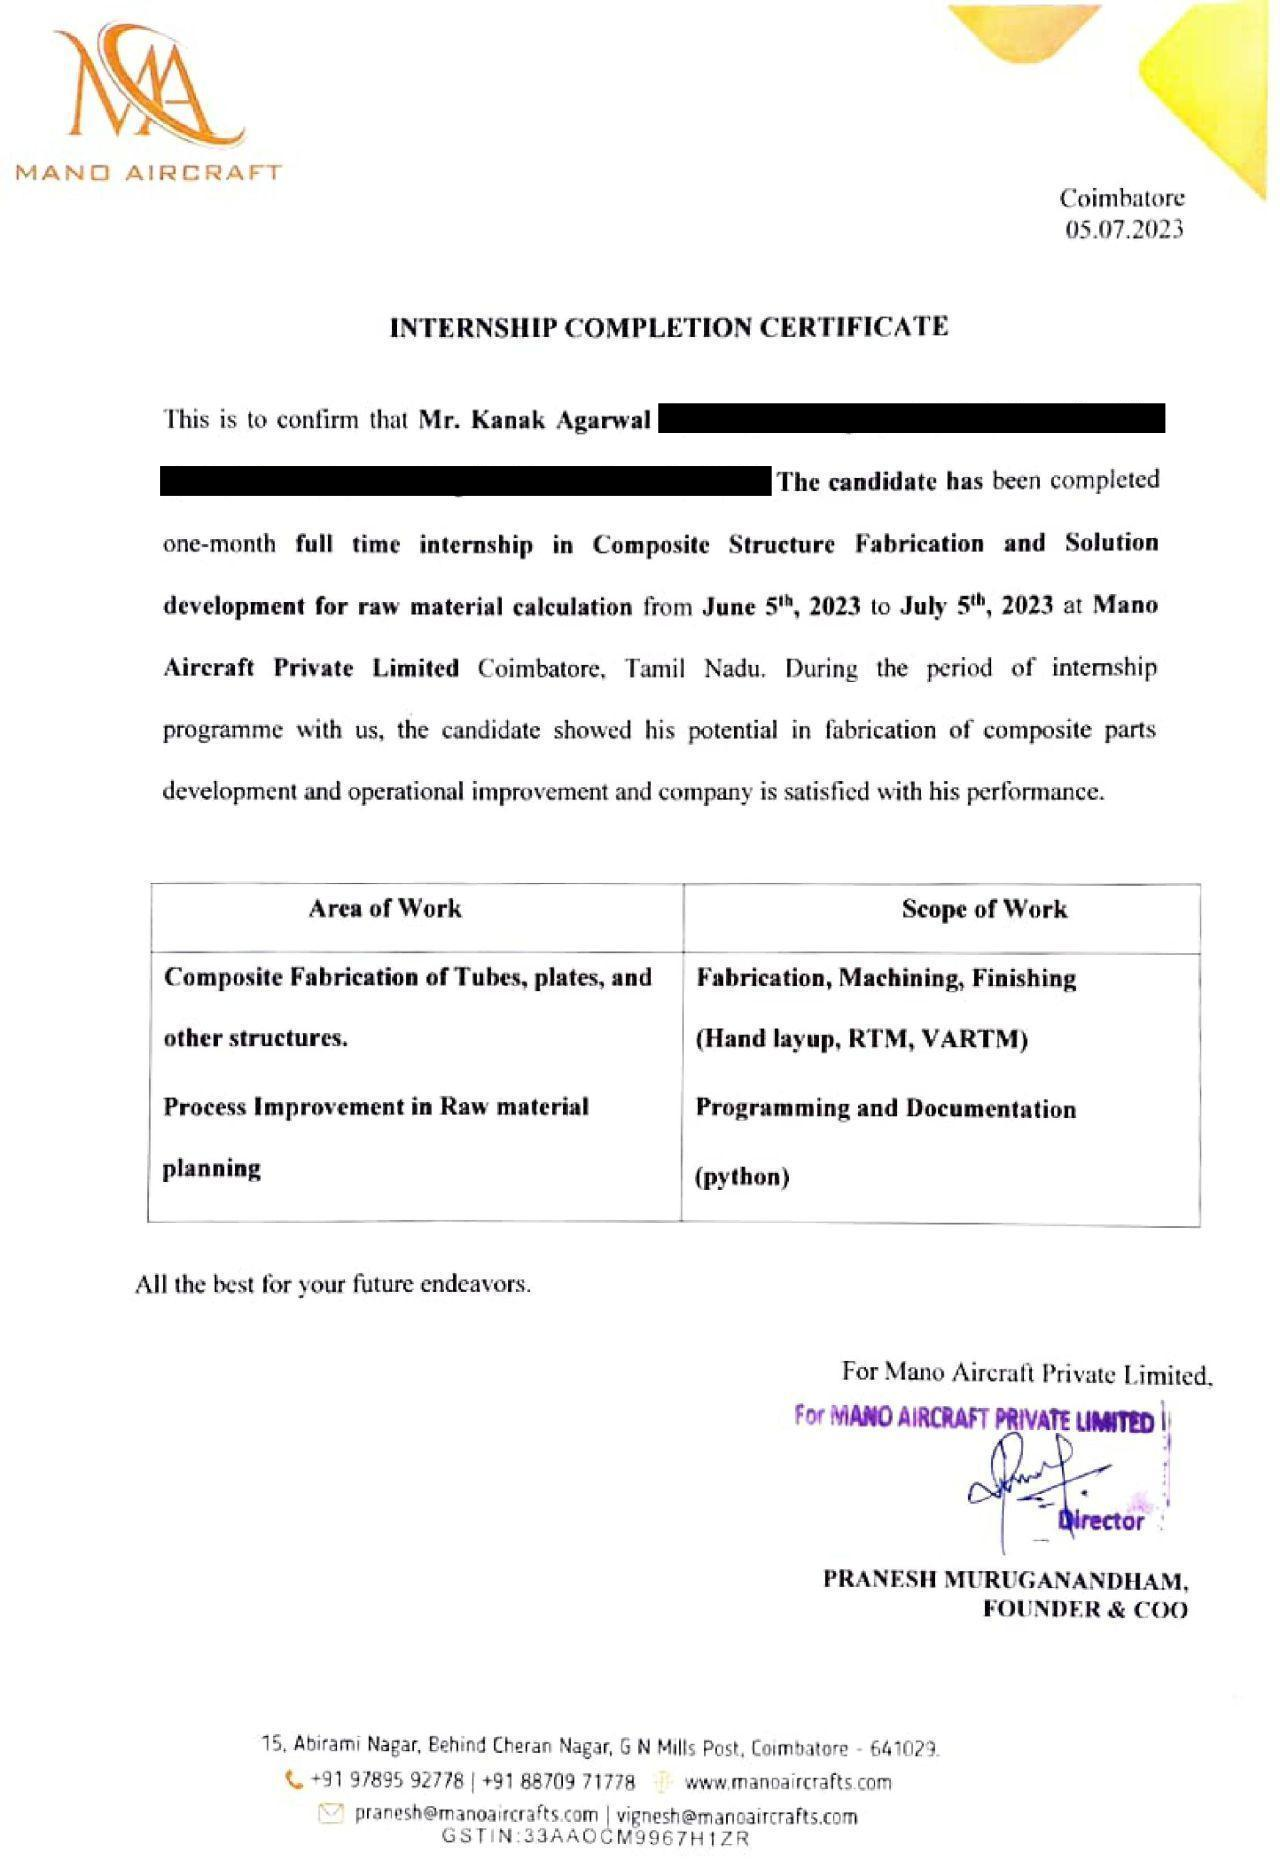 MA
MANO AIRCRAFT
Coimbatore
05.07.2023
INTERNSHIP COMPLETION CERTIFICATE
This is to confirm that Mr. Kanak Agarwal
The candidate has been completed
one-month full time internship in Composite Structure Fabrication and Solution
development for raw material calculation from June 5th, 2023 to July 5th, 2023 at Mano
Aircraft Private Limited Coimbatore, Tamil Nadu. During the period of internship
programme with us, the candidate showed his potential in fabrication of composite parts
development and operational improvement and company is satisfied with his performance.
Area of Work
Scope of Work
Composite Fabrication of Tubes, plates, and
other structures.
Fabrication, Machining, Finishing
(Hand layup, RTM, VARTM)
Process Improvement in Raw material
planning
Programming and Documentation
(python)
All the best for your future endeavors.
For Mano Aircraft Private Limited.
For MANO AIRCRAFT PRIVATE LIMITED
Director
PRANESH MURUGANANDHAM,
FOUNDER & COO
15, Abirami Nagar, Behind Cheran Nagar, G N Mills Post, Coimbatore - 641029.
+91 97895 92778 | +91 88709 71778 www.manoaircrafts.com
pranesh@manoaircrafts.com | vignesh@manoaircrafts.com
GSTIN:33AAOCM9967H1ZR